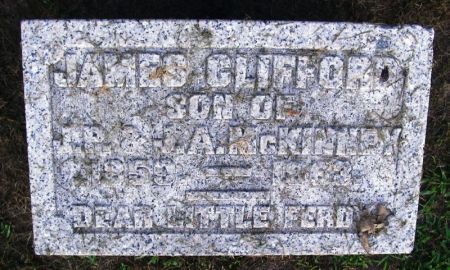 JAMES CLIFFORD
SON OF
J.P. & J.A. McKINNEY
DEAR LITTLE FERD